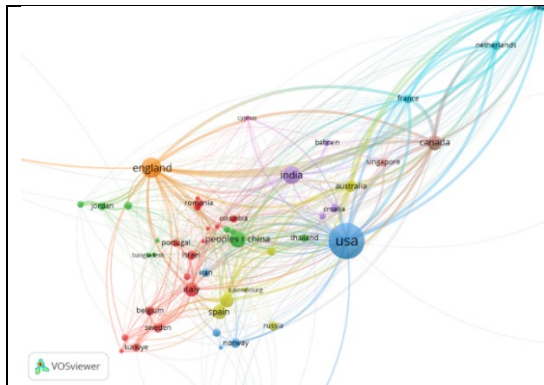 netherlands
france
cyprus
bahrain
canada
singapore
england
india
australia
jordan
romania
croatia
colombia
peoples r china
thailand
usa
portugal
bangladesh
israel
iran
italy
luxembourg
belgium
spain
sweden
russia
turkiye
norway
VOSviewer